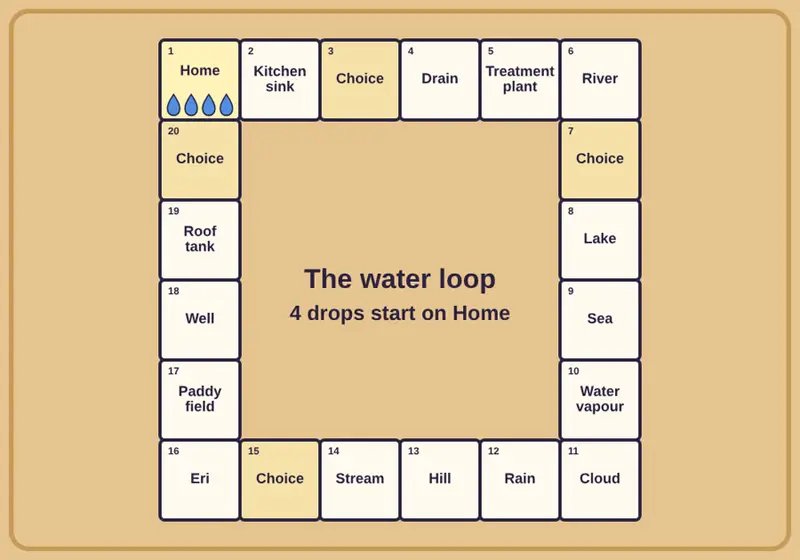 1
Home
2
Kitchen
sink
3
Choice
4
Drain
5
Treatment
plant
6
River
20
Choice
7
Choice
19
Roof
tank
8
Lake
The water loop
4 drops start on Home
18
Well
9
Sea
17
Paddy
field
10
Water
vapour
16
Eri
15
Choice
14
Stream
13
Hill
12
Rain
11
Cloud